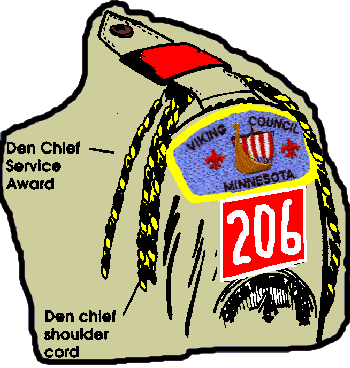 VIKING COUNCIL
MINNESOTA
Den Chief
Service
Award
206
Den chief
shoulder
cord